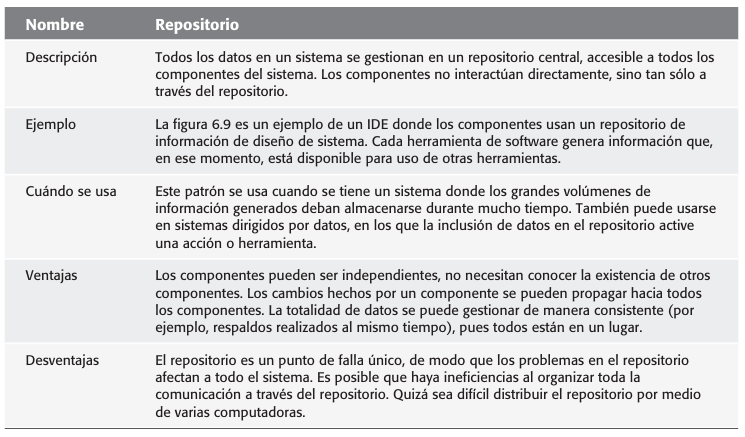 Nombre Repositorio
Descripción Todos los datos en un sistema se gestionan en un repositorio central, accesible a todos los
componentes del sistema. Los componentes no interactúan directamente, sino tan sólo a
través del repositorio.
Ejemplo La figura 6.9 es un ejemplo de un IDE donde los componentes usan un repositorio de
información de diseño de sistema. Cada herramienta de software genera información que,
en ese momento, está disponible para uso de otras herramientas.
Cuándo se usa Este patrón se usa cuando se tiene un sistema donde los grandes volúmenes de
información generados deban almacenarse durante mucho tiempo. También puede usarse
en sistemas dirigidos por datos, en los que la inclusión de datos en el repositorio active
una acción o herramienta.
Ventajas Los componentes pueden ser independientes, no necesitan conocer la existencia de otros
componentes. Los cambios hechos por un componente se pueden propagar hacia todos
los componentes. La totalidad de datos se puede gestionar de manera consistente (por
ejemplo, respaldos realizados al mismo tiempo), pues todos están en un lugar.
Desventajas El repositorio es un punto de falla único, de modo que los problemas en el repositorio
afectan a todo el sistema. Es posible que haya ineficiencias al organizar toda la
comunicación a través del repositorio. Quizá sea difícil distribuir el repositorio por medio
de varias computadoras.